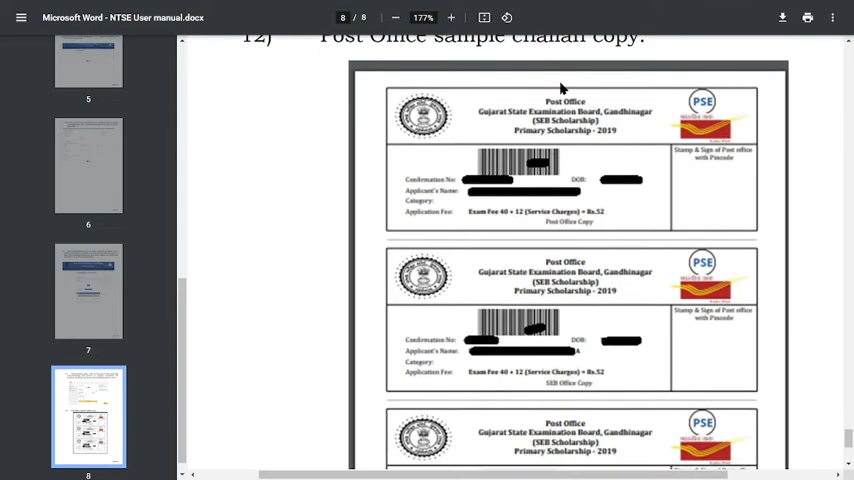 Microsoft Word - NTSE User manual.docx
8 / 8
177%
5
6
7
8
12) Post Office sample challan copy:
Post Office
Gujarat State Examination Board, Gandhinagar
(SEB Scholarship)
Primary Scholarship - 2019
PSE
Stamp & Sign of Post office
with Pincode
Confirmation No:
DOB:
Applicant's Name:
Category:
Application Fee: Exam Fee 40 + 12 (Service Charges) = Rs.52
Post Office Copy
Post Office
Gujarat State Examination Board, Gandhinagar
(SEB Scholarship)
Primary Scholarship - 2019
PSE
Stamp & Sign of Post office
with Pincode
Confirmation No:
DOB:
Applicant's Name: A
Category:
Application Fee: Exam Fee 40 + 12 (Service Charges) = Rs.52
SEB Office Copy
Post Office
Gujarat State Examination Board, Gandhinagar
(SEB Scholarship)
Primary Scholarship - 2019
PSE